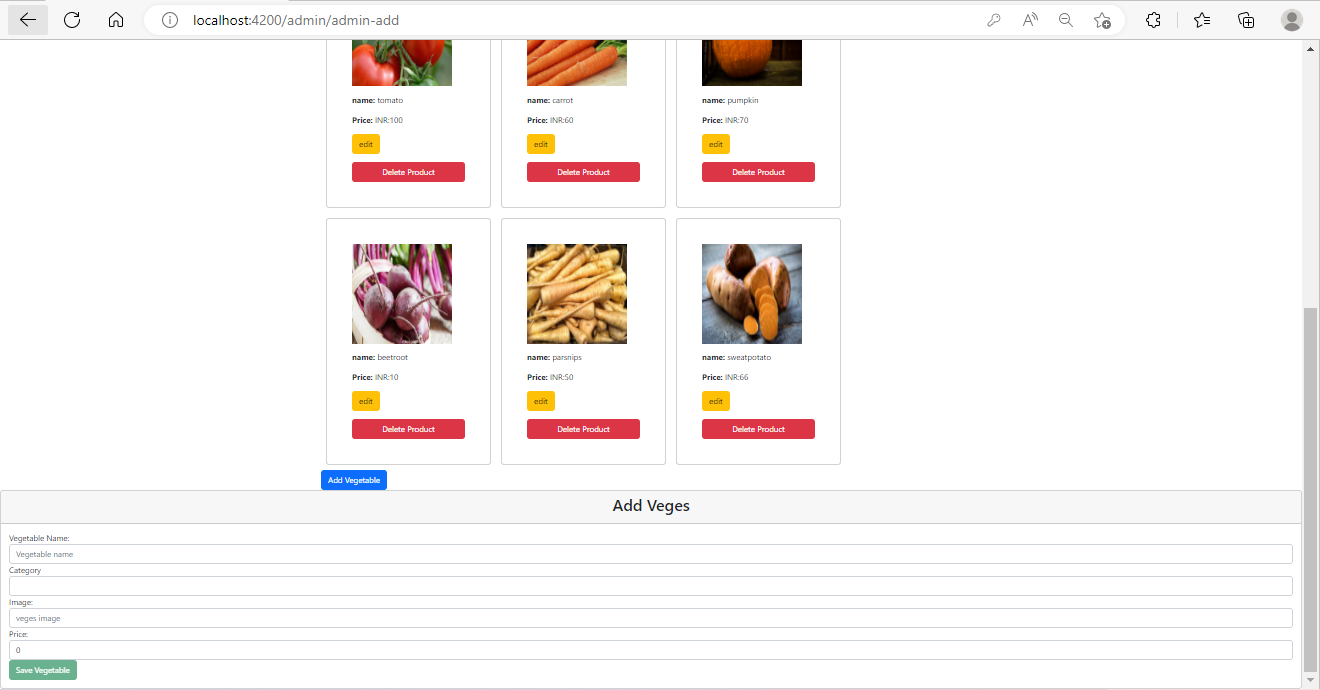 localhost:4200/admin/admin-add
name: tomato
name: carrot
name: pumpkin
Price: INR:100
Price: INR:60
Price: INR:70
edit
edit
edit
Delete Product
Delete Product
Delete Product
name: beetroot
name: parsnips
name: sweatpotato
Price: INR:10
Price: INR:50
Price: INR:66
edit
edit
edit
Delete Product
Delete Product
Delete Product
Add Vegetable
Add Veges
Vegetable Name:
Vegetable name
Category
Image:
veges image
Price:
0
Save Vegetable